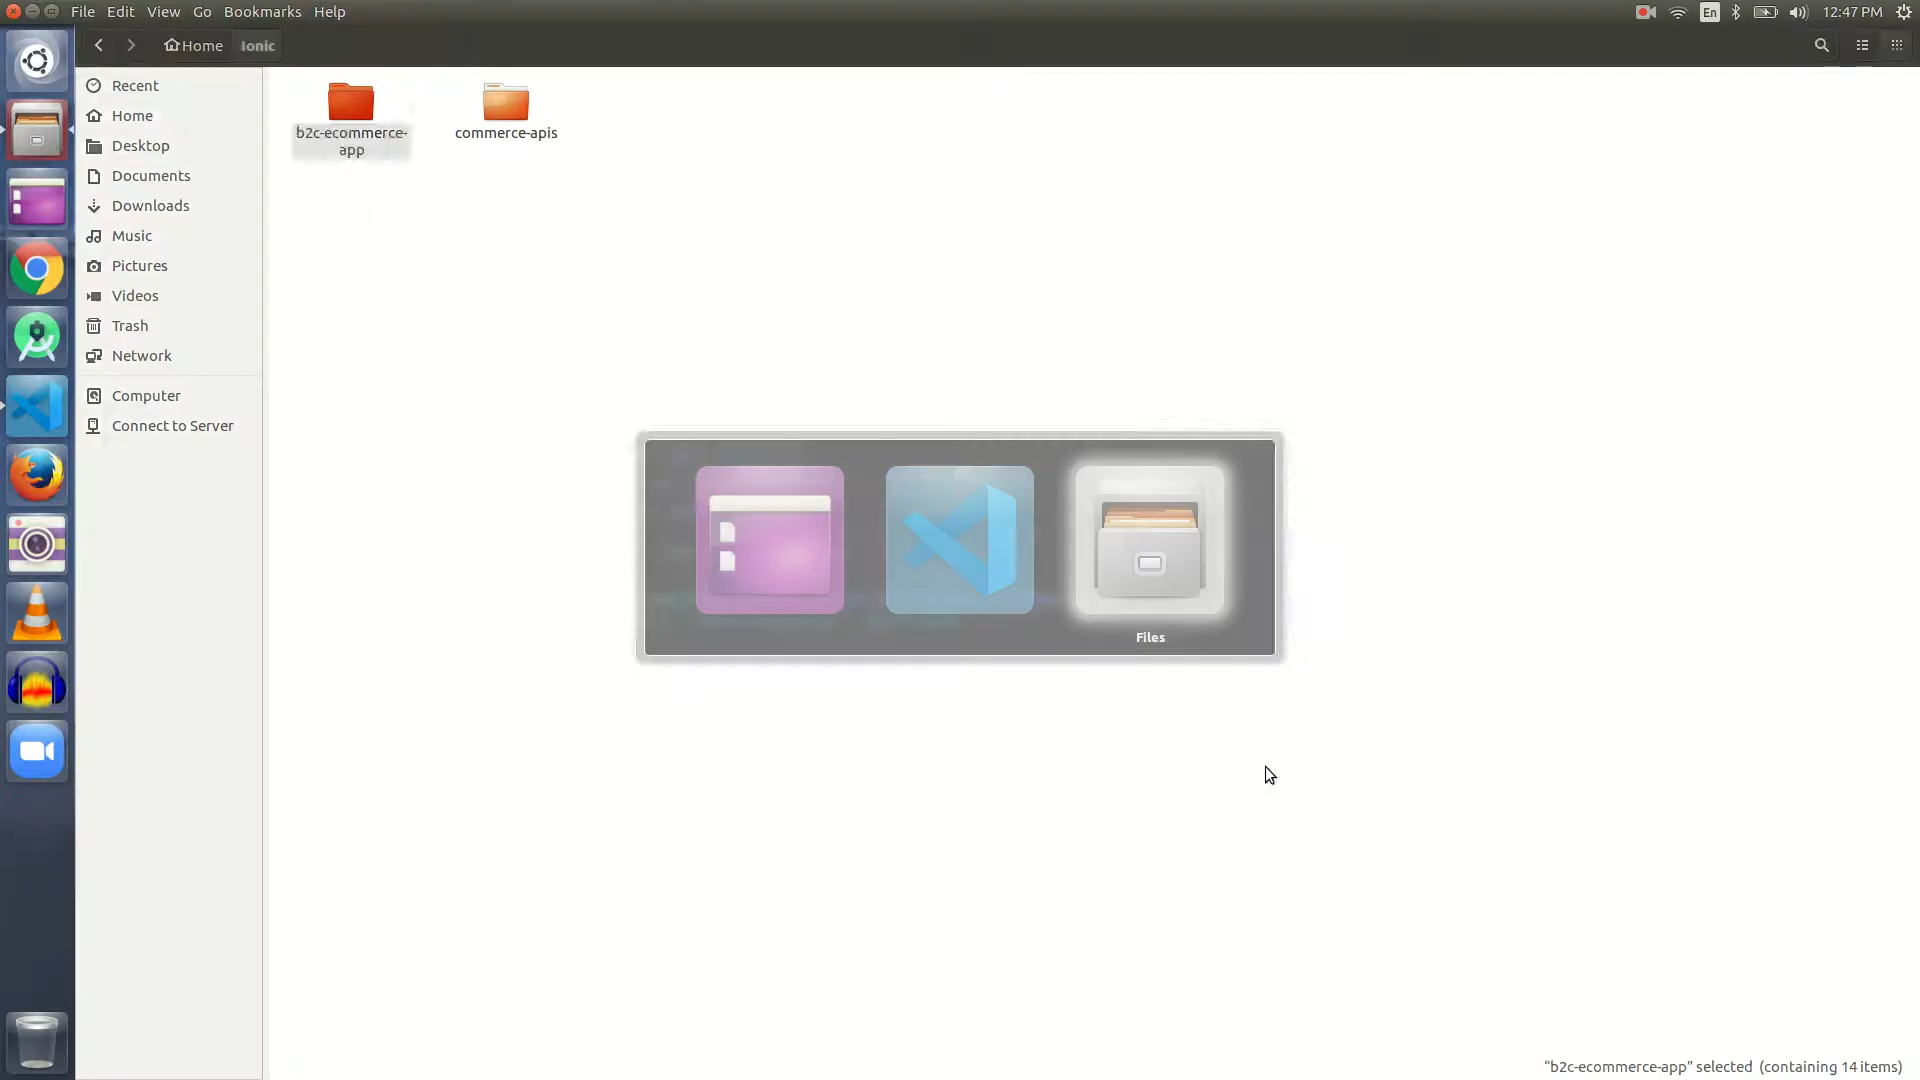 File Edit View Go Bookmarks Help
En 12:47 PM
Home Ionic
Recent
Home
Desktop
Documents
Downloads
Music
Pictures
Videos
Trash
Network
Computer
Connect to Server
b2c-ecommerce-
app
commerce-apis
Files
“b2c-ecommerce-app” selected (containing 14 items)